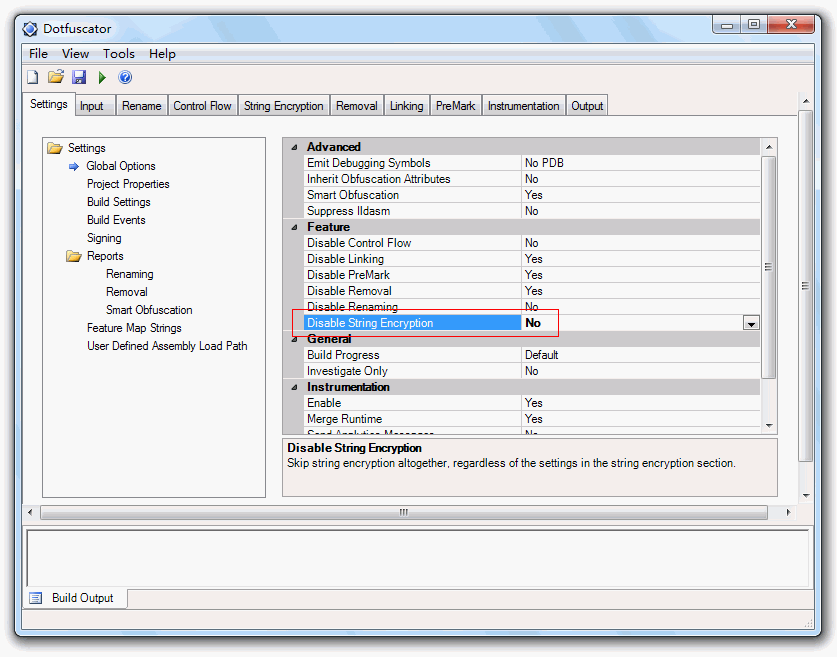 Dotfuscator
File View Tools Help
Settings Input Rename Control Flow String Encryption Removal Linking PreMark Instrumentation Output
Settings
Global Options
Project Properties
Build Settings
Build Events
Signing
Reports
Renaming
Removal
Smart Obfuscation
Feature Map Strings
User Defined Assembly Load Path
Advanced
Emit Debugging Symbols No PDB
Inherit Obfuscation Attributes No
Smart Obfuscation Yes
Suppress Ildasm No
Feature
Disable Control Flow No
Disable Linking Yes
Disable PreMark Yes
Disable Removal Yes
Disable Renaming No
Disable String Encryption No
General
Build Progress Default
Investigate Only No
Instrumentation
Enable Yes
Merge Runtime Yes
Send Analytics Messages No
Disable String Encryption
Skip string encryption altogether, regardless of the settings in the string encryption section.
Build Output